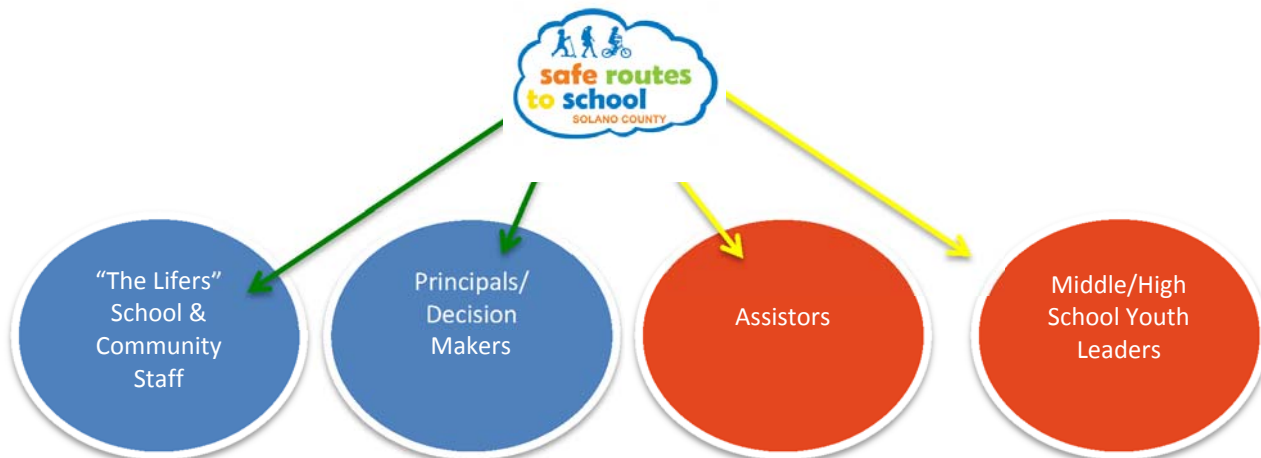 safe routes
to school
SOLANO COUNTY
“The Lifers”
School &
Community
Staff
Principals/
Decision
Makers
Assistors
Middle/High
School Youth
Leaders